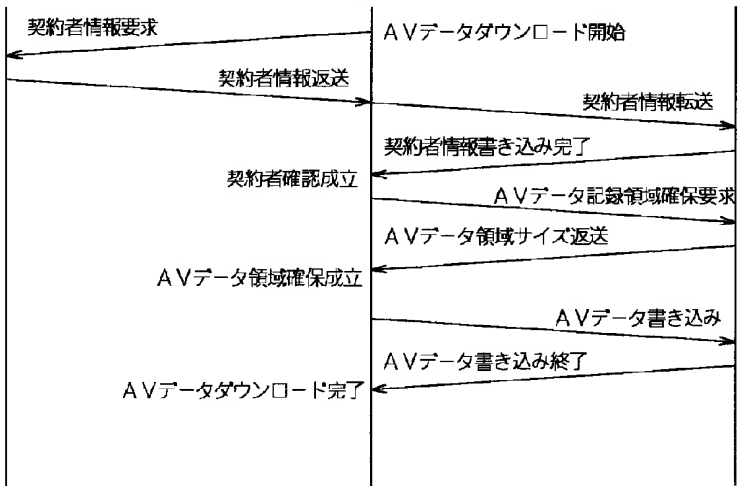 契約者情報要求
AVデータダウンロード開始
契約者情報返送
契約者情報転送
契約者情報書き込み完了
契約者確認成立
AVデータ記録領域確保要求
AVデータ領域サイズ返送
AVデータ領域確保成立
AVデータ書き込み
AVデータ書き込み終了
AVデータダウンロード完了